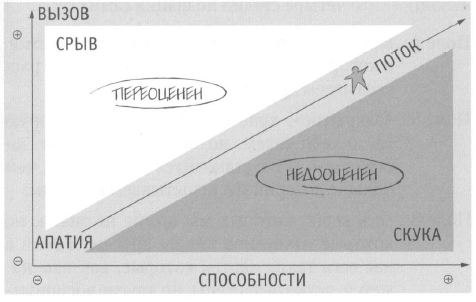 ВЫЗОВ
⊕
СРЫВ
ПОТОК
ПЕРЕОЦЕНЕН
НЕДООЦЕНЕН
АПАТИЯ
СКУКА
⊖
⊖
СПОСОБНОСТИ
⊕